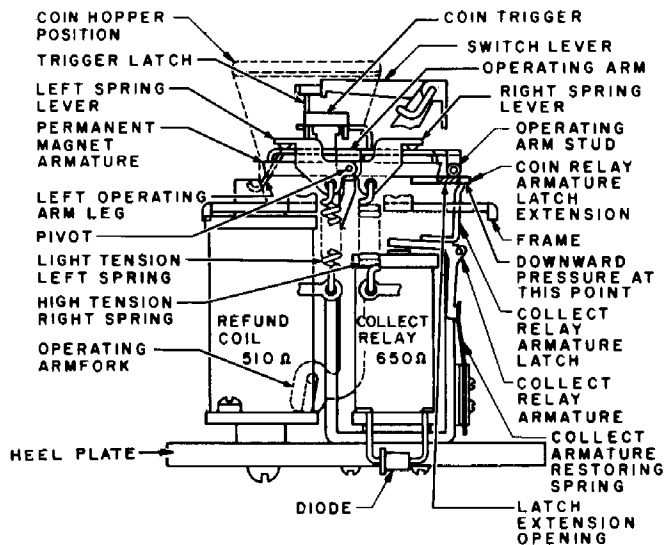 COIN HOPPER
POSITION
TRIGGER LATCH
LEFT SPRING
LEVER
PERMANENT
MAGNET
ARMATURE
LEFT OPERATING
ARM LEG
PIVOT
LIGHT TENSION
LEFT SPRING
HIGH TENSION
RIGHT SPRING
OPERATING
ARMFORK
HEEL PLATE
REFUND
COIL
510 Ω
COLLECT
RELAY
650 Ω
DIODE
COIN TRIGGER
SWITCH LEVER
OPERATING ARM
RIGHT SPRING
LEVER
OPERATING
ARM STUD
COIN RELAY
ARMATURE
LATCH
EXTENSION
FRAME
DOWNWARD
PRESSURE AT
THIS POINT
COLLECT
RELAY
ARMATURE
LATCH
COLLECT
RELAY
ARMATURE
COLLECT
ARMATURE
RESTORING
SPRING
LATCH
EXTENSION
OPENING